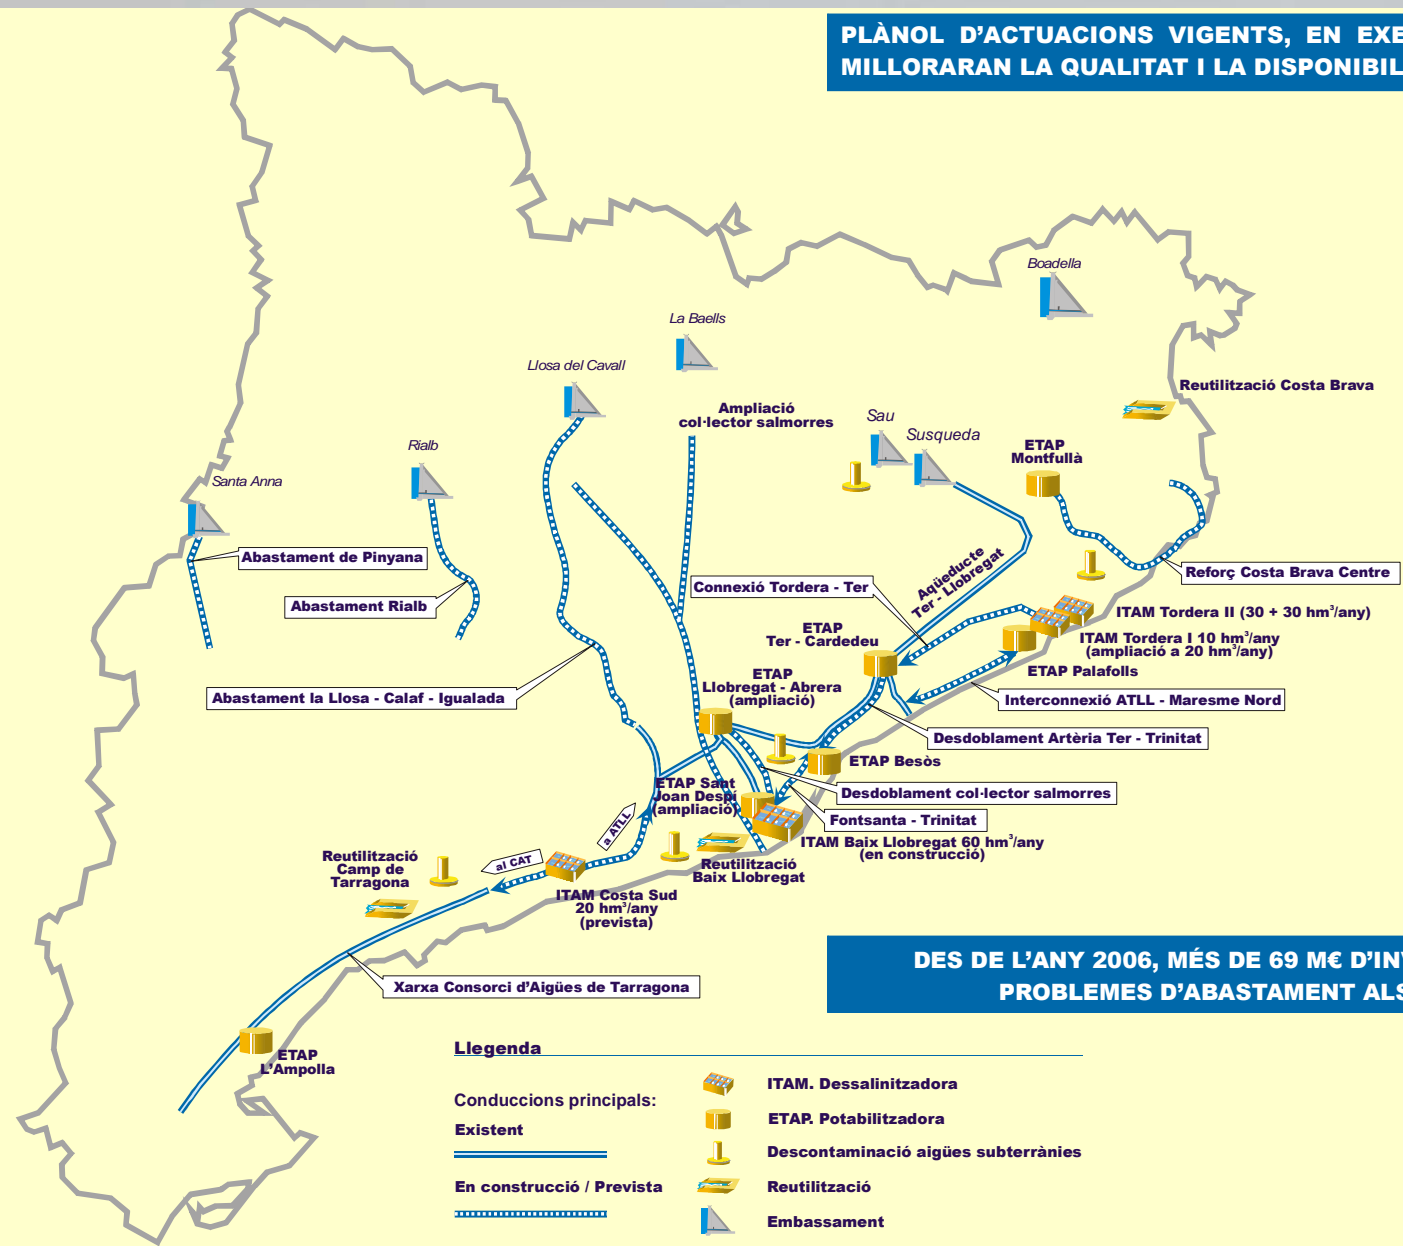 PLÀNOL D'ACTUACIONS VIGENTS, EN EXE
MILLORARAN LA QUALITAT I LA DISPONIBIL
Boadella
La Baells
Llosa del Cavall
Reutilització Costa Brava
Ampliació
col·lector salmorres
Sau
Susqueda
ETAP
Montfullà
Rialb
Santa Anna
Abastament de Pinyana
Abastament Rialb
Connexió Tordera - Ter
Aqüeducte
Ter - Llobregat
Reforç Costa Brava Centre
ITAM Tordera II (30 + 30 hm³/any)
ITAM Tordera I 10 hm³/any
(ampliació a 20 hm³/any)
ETAP
Ter - Cardedeu
ETAP Palafolls
ETAP
Llobregat - Abrera
(ampliació)
Abastament la Llosa - Calaf - Igualada
Interconnexió ATLL - Maresme Nord
Desdoblament Artèria Ter - Trinitat
ETAP Besòs
ETAP Sant
Joan Despí
(ampliació)
Desdoblament col·lector salmorres
Fontsanta - Trinitat
ITAM Baix Llobregat 60 hm³/any
(en construcció)
a ATLL
al CAT
Reutilització
Baix Llobregat
Reutilització
Camp de
Tarragona
ITAM Costa Sud
20 hm³/any
(prevista)
Xarxa Consorci d'Aigües de Tarragona
DES DE L'ANY 2006, MÉS DE 69 M€ D'IN
PROBLEMES D'ABASTAMENT ALS
ETAP
L'Ampolla
Llegenda
Conduccions principals:
Existent
En construcció / Prevista
ITAM. Dessalinitzadora
ETAP. Potabilitzadora
Descontaminació aigües subterrànies
Reutilització
Embassament